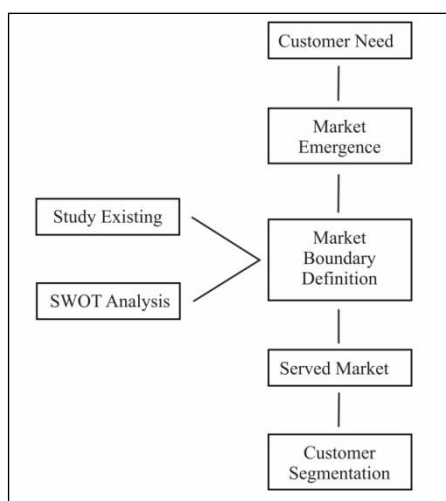 Customer Need
Market
Emergence
Study Existing
Market
Boundary
Definition
SWOT Analysis
Served Market
Customer
Segmentation